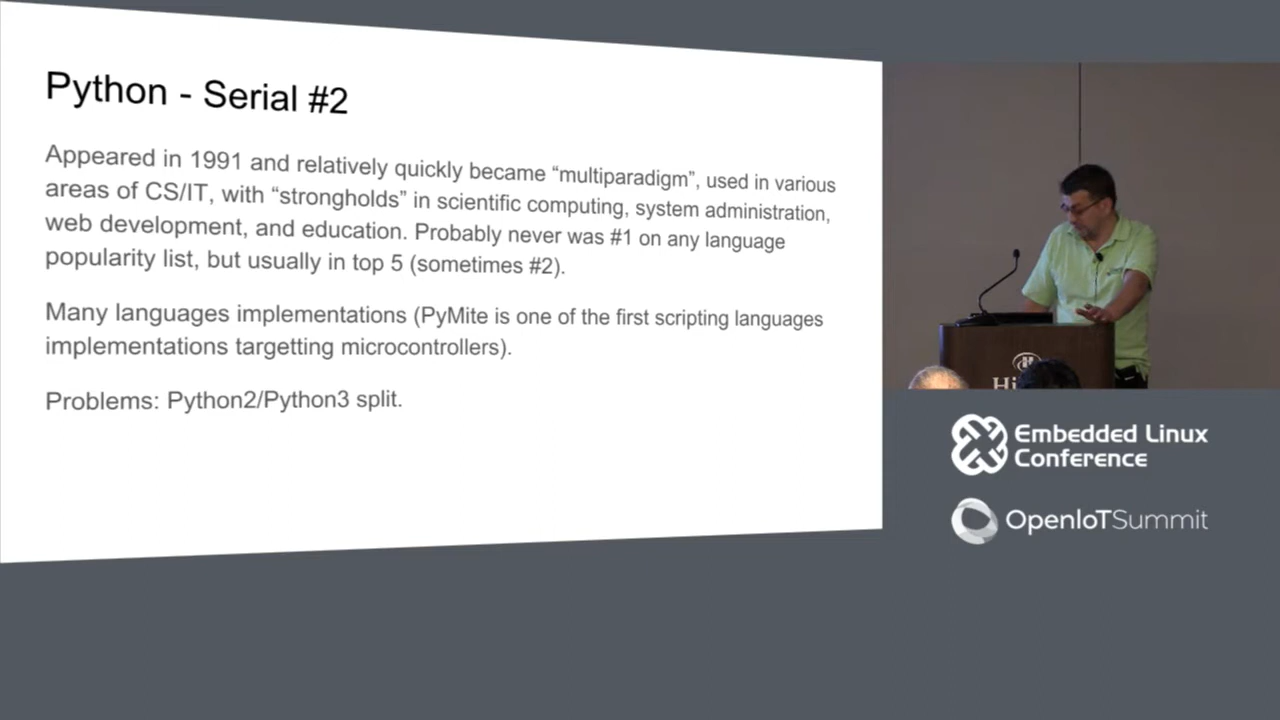 Python - Serial #2
Appeared in 1991 and relatively quickly became “multiparadigm”, used in various
areas of CS/IT, with “strongholds” in scientific computing, system administration,
web development, and education. Probably never was #1 on any language
popularity list, but usually in top 5 (sometimes #2).
Many languages implementations (PyMite is one of the first scripting languages
implementations targetting microcontrollers).
Problems: Python2/Python3 split.
H
Embedded Linux
Conference
OpenIoTSummit